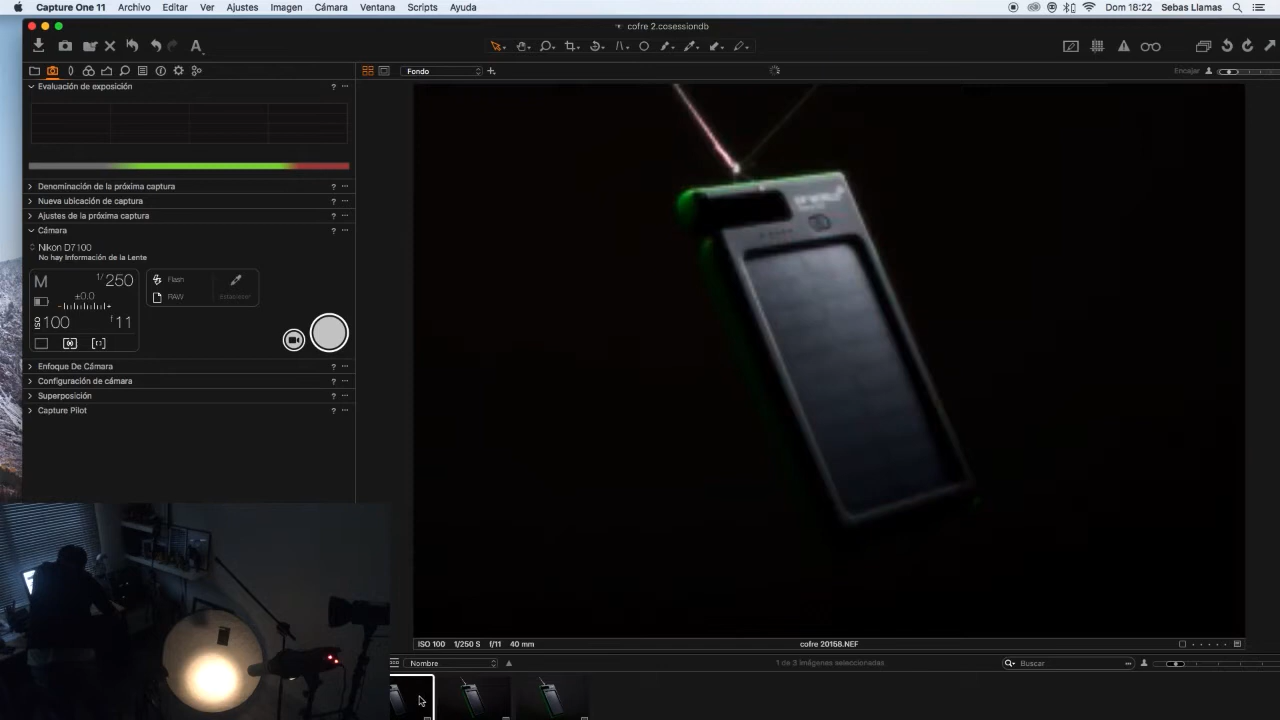 Capture One 11 Archivo Editar Ver Ajustes Imagen Cámara Ventana Scripts Ayuda Dom 18:22 Sebas Llamas
cofre 2.cosessiondb
Fondo Encajar
Evaluación de exposición
Denominación de la próxima captura
Nueva ubicación de captura
Ajustes de la próxima captura
Cámara
Nikon D7100
No hay Información de la Lente
M 1/250 Flash
±0.0 RAW
ISO 100 f 11
Enfoque De Cámara
Configuración de cámara
Superposición
Capture Pilot
ISO 100 1/250 S f/11 40 mm cofre 20158.NEF
Nombre 1 de 3 imágenes seleccionadas Buscar